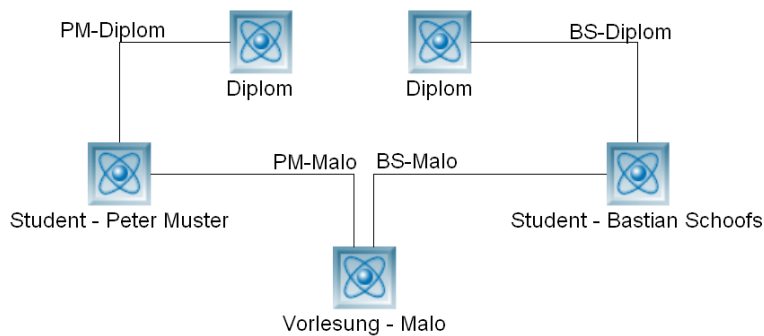 PM-Diplom
BS-Diplom
Diplom
Diplom
PM-Malo
BS-Malo
Student - Peter Muster
Student - Bastian Schoofs
Vorlesung - Malo